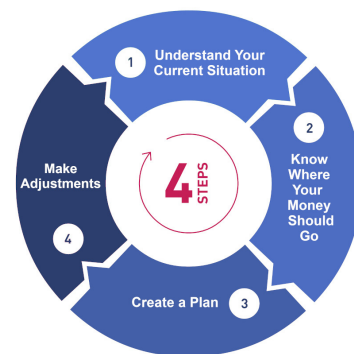 1
Understand Your
Current Situation
2
Know
Where
Your
Money
Should
Go
3
Create a Plan
4
Make
Adjustments
4
STEPS